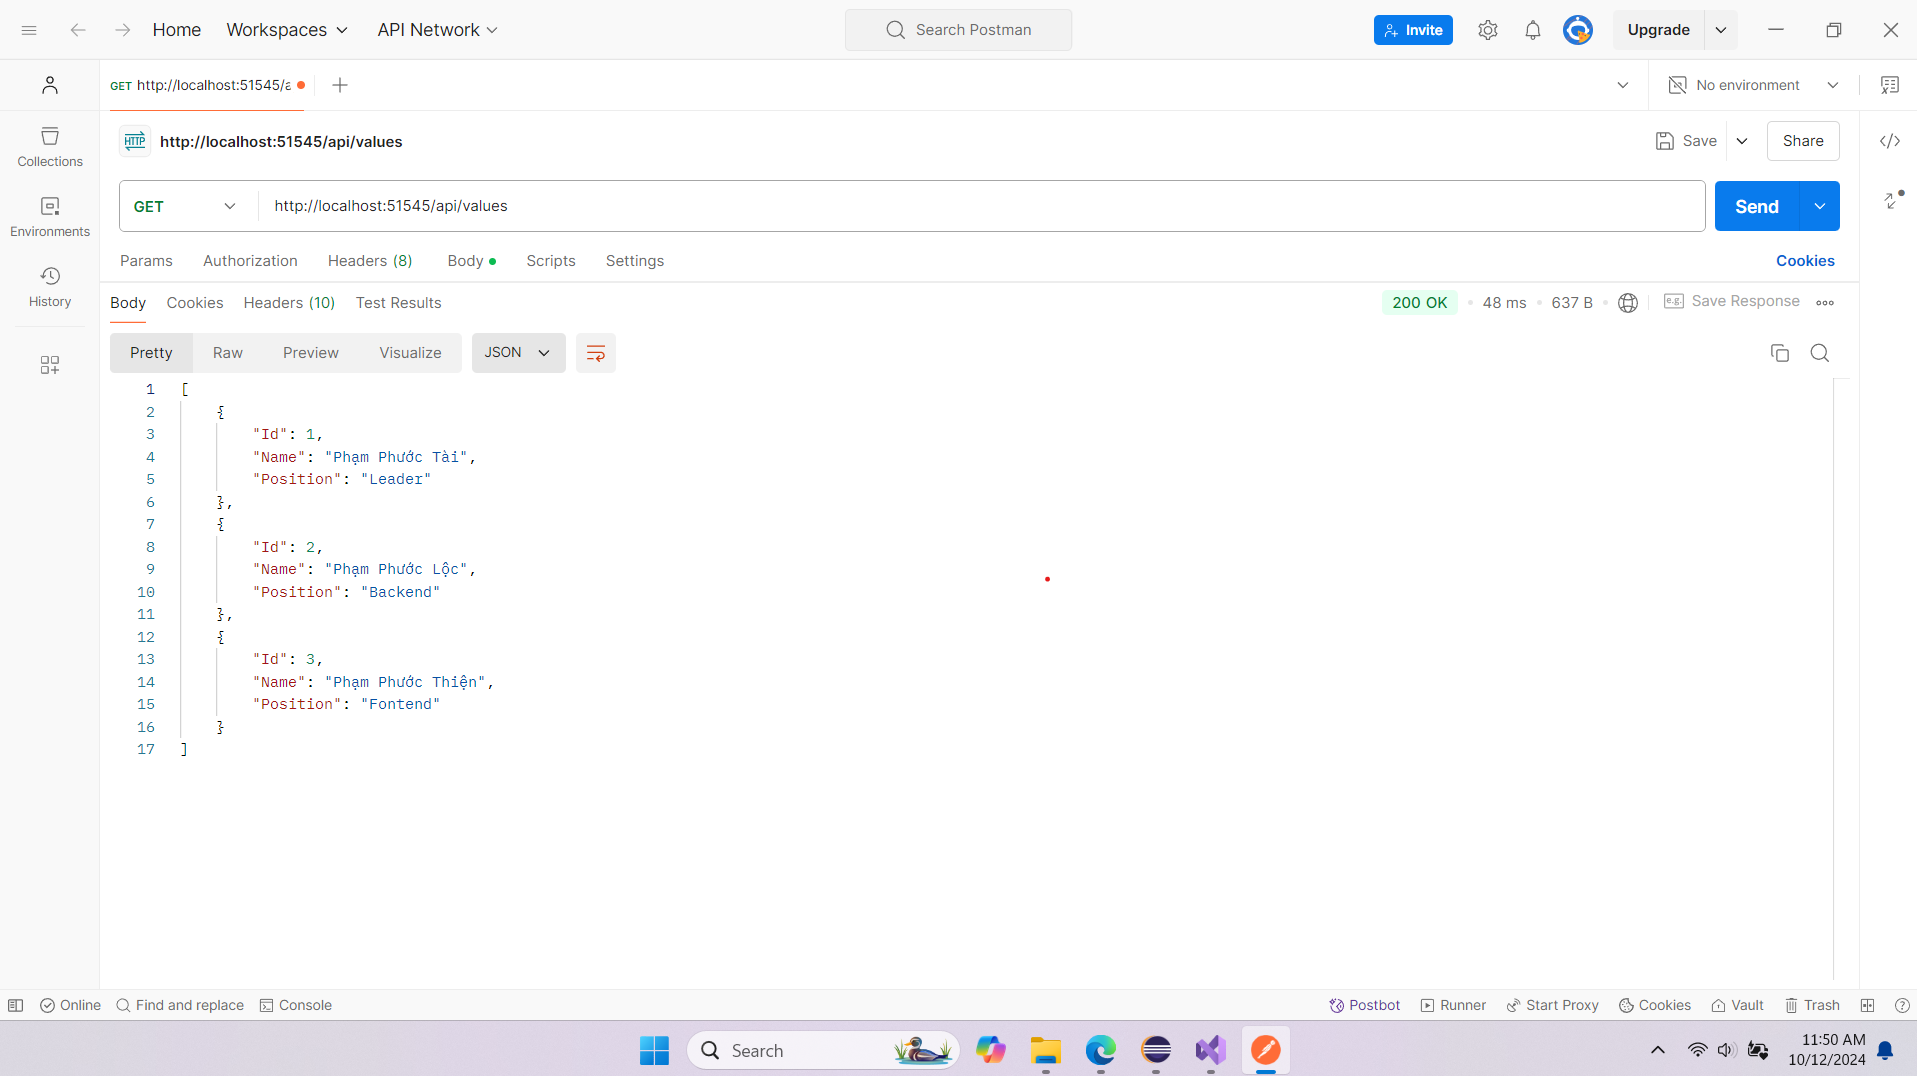 Home Workspaces API Network Search Postman Invite Upgrade
GET http://localhost:51545/a No environment
HTTP http://localhost:51545/api/values Save Share
Collections
GET http://localhost:51545/api/values Send
Environments
Params Authorization Headers (8) Body Scripts Settings Cookies
History
Body Cookies Headers (10) Test Results 200 OK 48 ms 637 B e.g. Save Response
Pretty Raw Preview Visualize JSON
1 [
2 {
3 "Id": 1,
4 "Name": "Phạm Phước Tài",
5 "Position": "Leader"
6 },
7 {
8 "Id": 2,
9 "Name": "Phạm Phước Lộc",
10 "Position": "Backend"
11 },
12 {
13 "Id": 3,
14 "Name": "Phạm Phước Thiện",
15 "Position": "Fontend"
16 }
17 ]
Online Find and replace Console Postbot Runner Start Proxy Cookies Vault Trash
Search
11:50 AM
10/12/2024